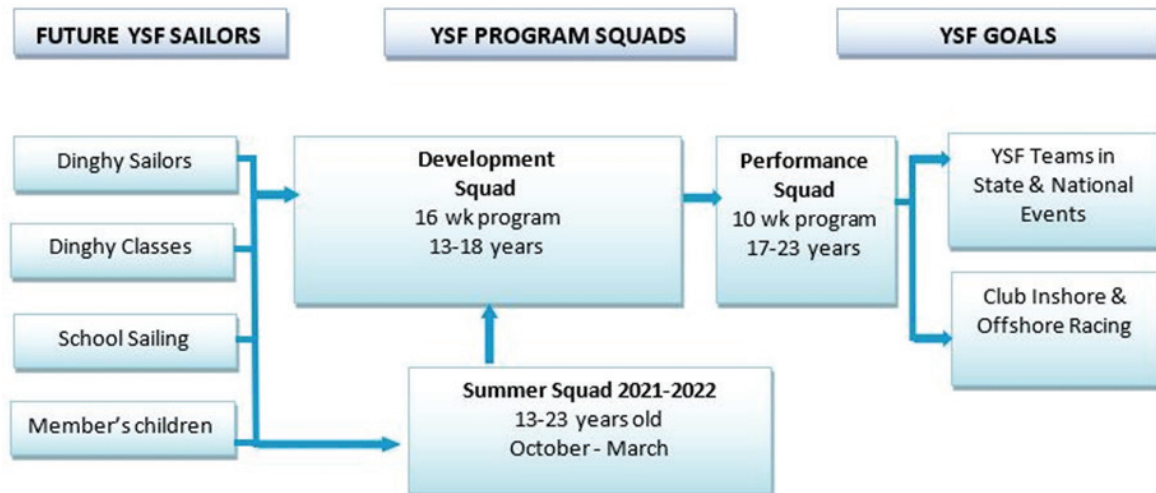 FUTURE YSF SAILORS
YSF PROGRAM SQUADS
YSF GOALS
Dinghy Sailors
Dinghy Classes
School Sailing
Member's children
Development
Squad
16 wk program
13-18 years
Summer Squad 2021-2022
13-23 years old
October - March
Performance
Squad
10 wk program
17-23 years
YSF Teams in
State & National
Events
Club Inshore &
Offshore Racing